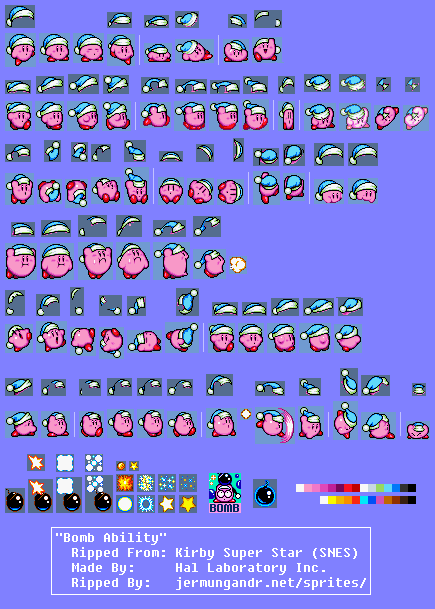 BOMB
"Bomb Ability"
Ripped From: Kirby Super Star (SNES)
Made By: Hal Laboratory Inc.
Ripped By: jermungandr.net/sprites/